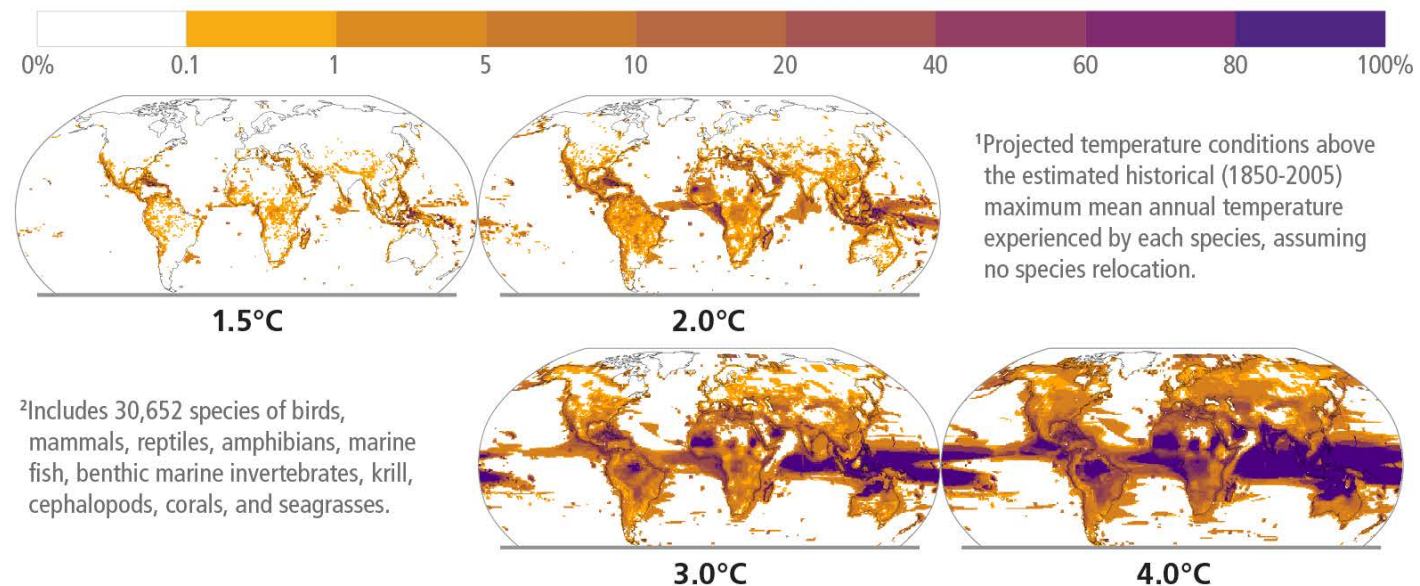 0% 0.1 1 5 10 20 40 60 80 100%
¹Projected temperature conditions above
the estimated historical (1850-2005)
maximum mean annual temperature
experienced by each species, assuming
no species relocation.
1.5°C 2.0°C
²Includes 30,652 species of birds,
mammals, reptiles, amphibians, marine
fish, benthic marine invertebrates, krill,
cephalopods, corals, and seagrasses.
3.0°C 4.0°C